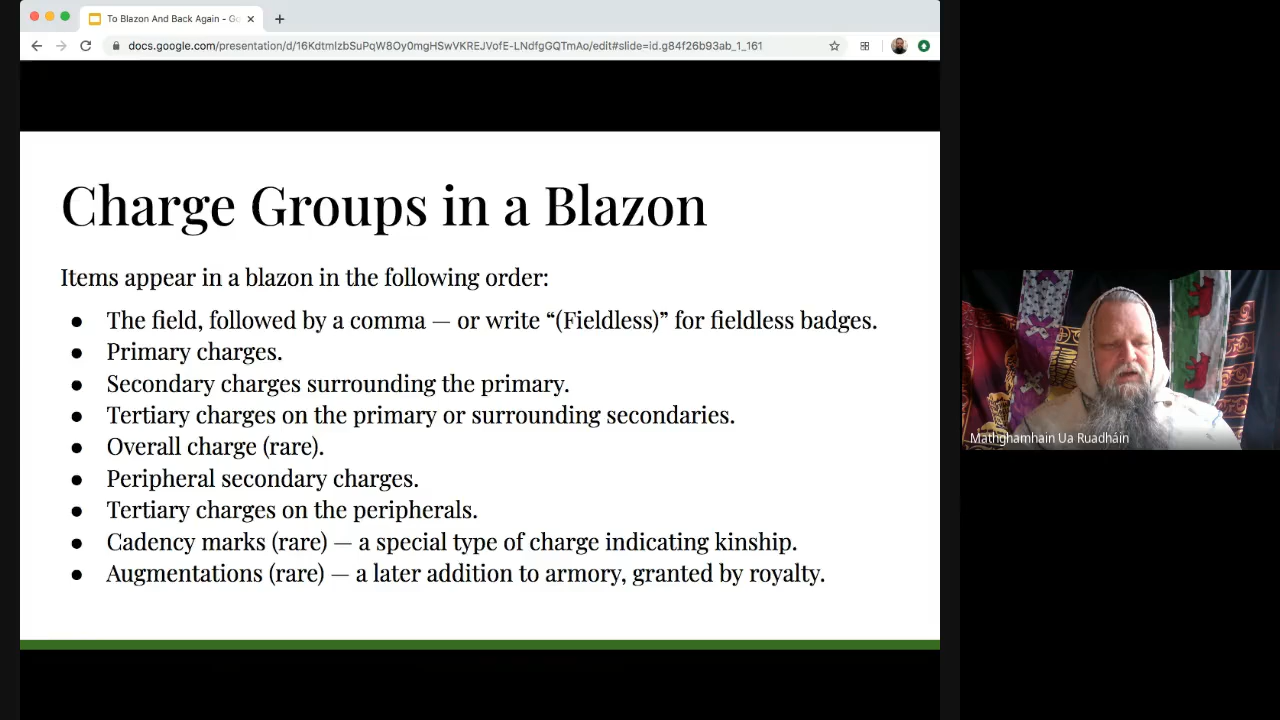 To Blazon And Back Again - Go
docs.google.com/presentation/d/16KdtmIzbSuPqW8Oy0mgHSwVKREJVofE-LNdfgGQTmAo/edit#slide=id.g84f26b93ab_1_161
Charge Groups in a Blazon
Items appear in a blazon in the following order:
● The field, followed by a comma — or write “(Fieldless)” for fieldless badges.
● Primary charges.
● Secondary charges surrounding the primary.
● Tertiary charges on the primary or surrounding secondaries.
● Overall charge (rare).
● Peripheral secondary charges.
● Tertiary charges on the peripherals.
● Cadency marks (rare) — a special type of charge indicating kinship.
● Augmentations (rare) — a later addition to armory, granted by royalty.
Mathghamhain Ua Ruadháin